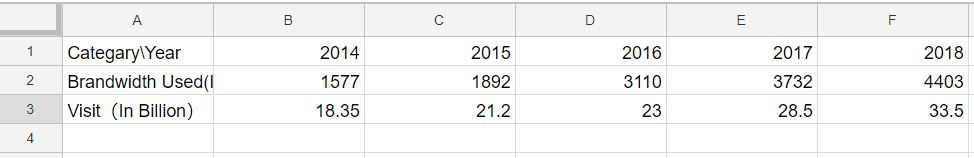 A B C D E F
1 Categary\Year 2014 2015 2016 2017 2018
2 Brandwidth Used( 1577 1892 3110 3732 4403
3 Visit（In Billion） 18.35 21.2 23 28.5 33.5
4